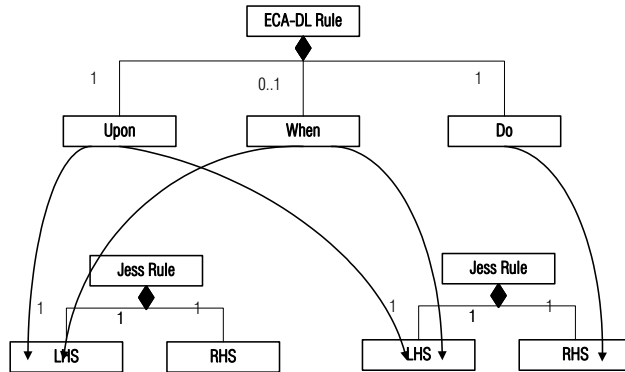 ECA-DL Rule
1
0..1
1
Upon
When
Do
Jess Rule
Jess Rule
1
1
1
1
1
1
LHS
RHS
LHS
RHS